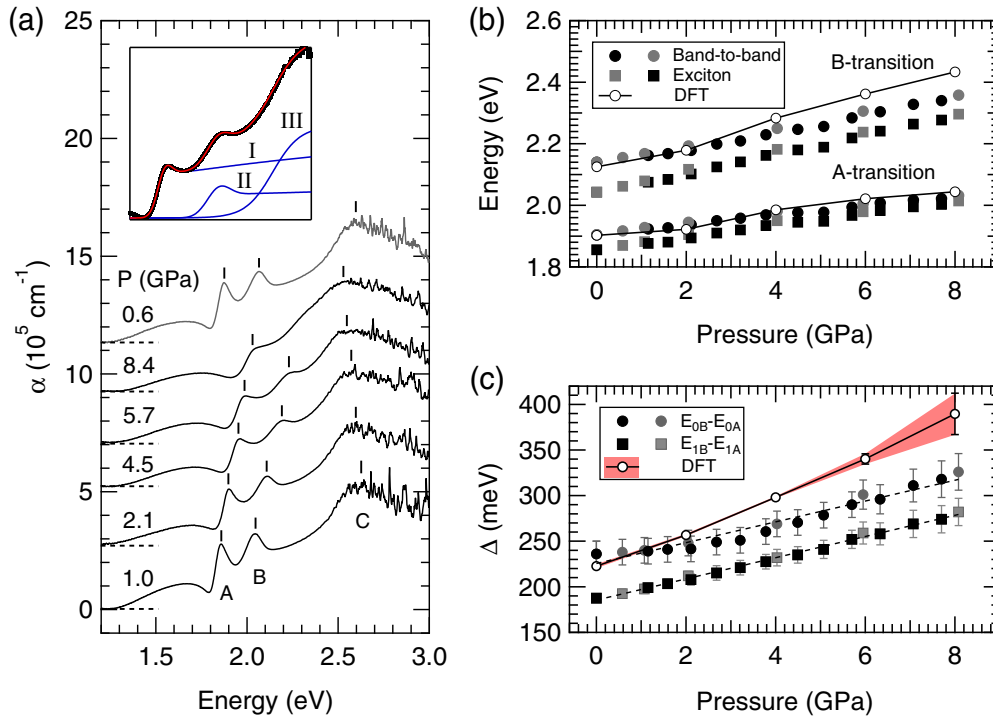 (a)
25
20
15
10
5
0
α (10⁵ cm⁻¹)
I
II
III
P (GPa)
0.6
8.4
5.7
4.5
2.1
1.0
A
B
C
1.5
2.0
2.5
3.0
Energy (eV)
(b)
2.6
2.4
2.2
2.0
1.8
Energy (eV)
Band-to-band
Exciton
DFT
B-transition
A-transition
0
2
4
6
8
Pressure (GPa)
(c)
400
350
300
250
200
150
Δ (meV)
E0B-E0A
E1B-E1A
DFT
0
2
4
6
8
Pressure (GPa)